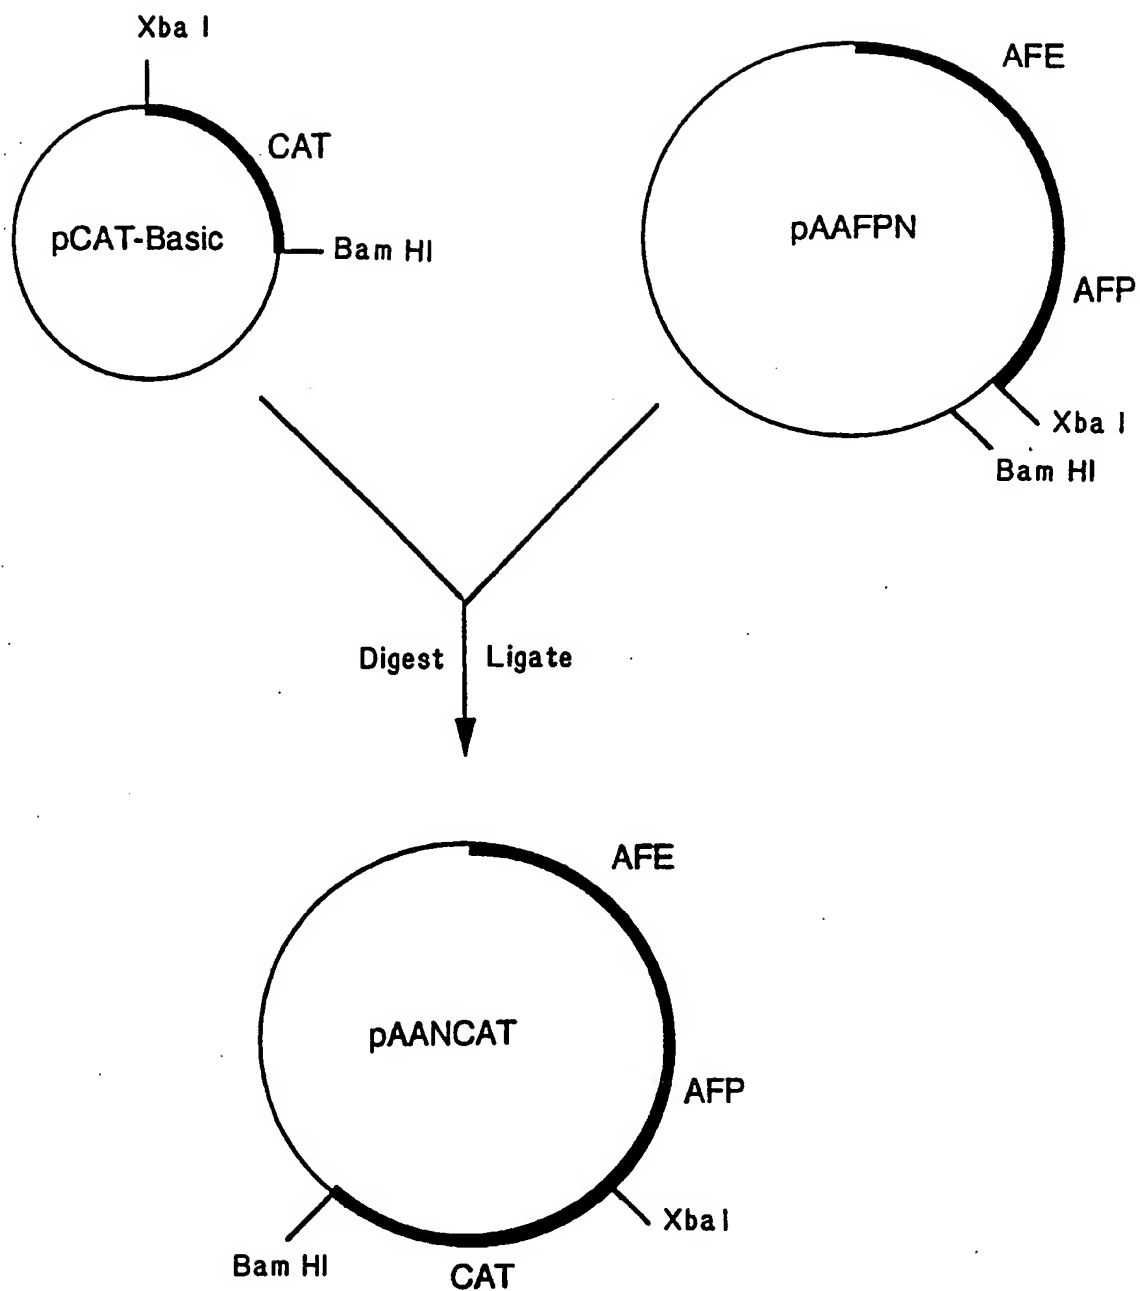 Xba I
CAT
pCAT-Basic
Bam HI
AFE
pAAFPN
AFP
Xba I
Bam HI
Digest Ligate
AFE
pAANCAT
AFP
XbaI
Bam HI
CAT